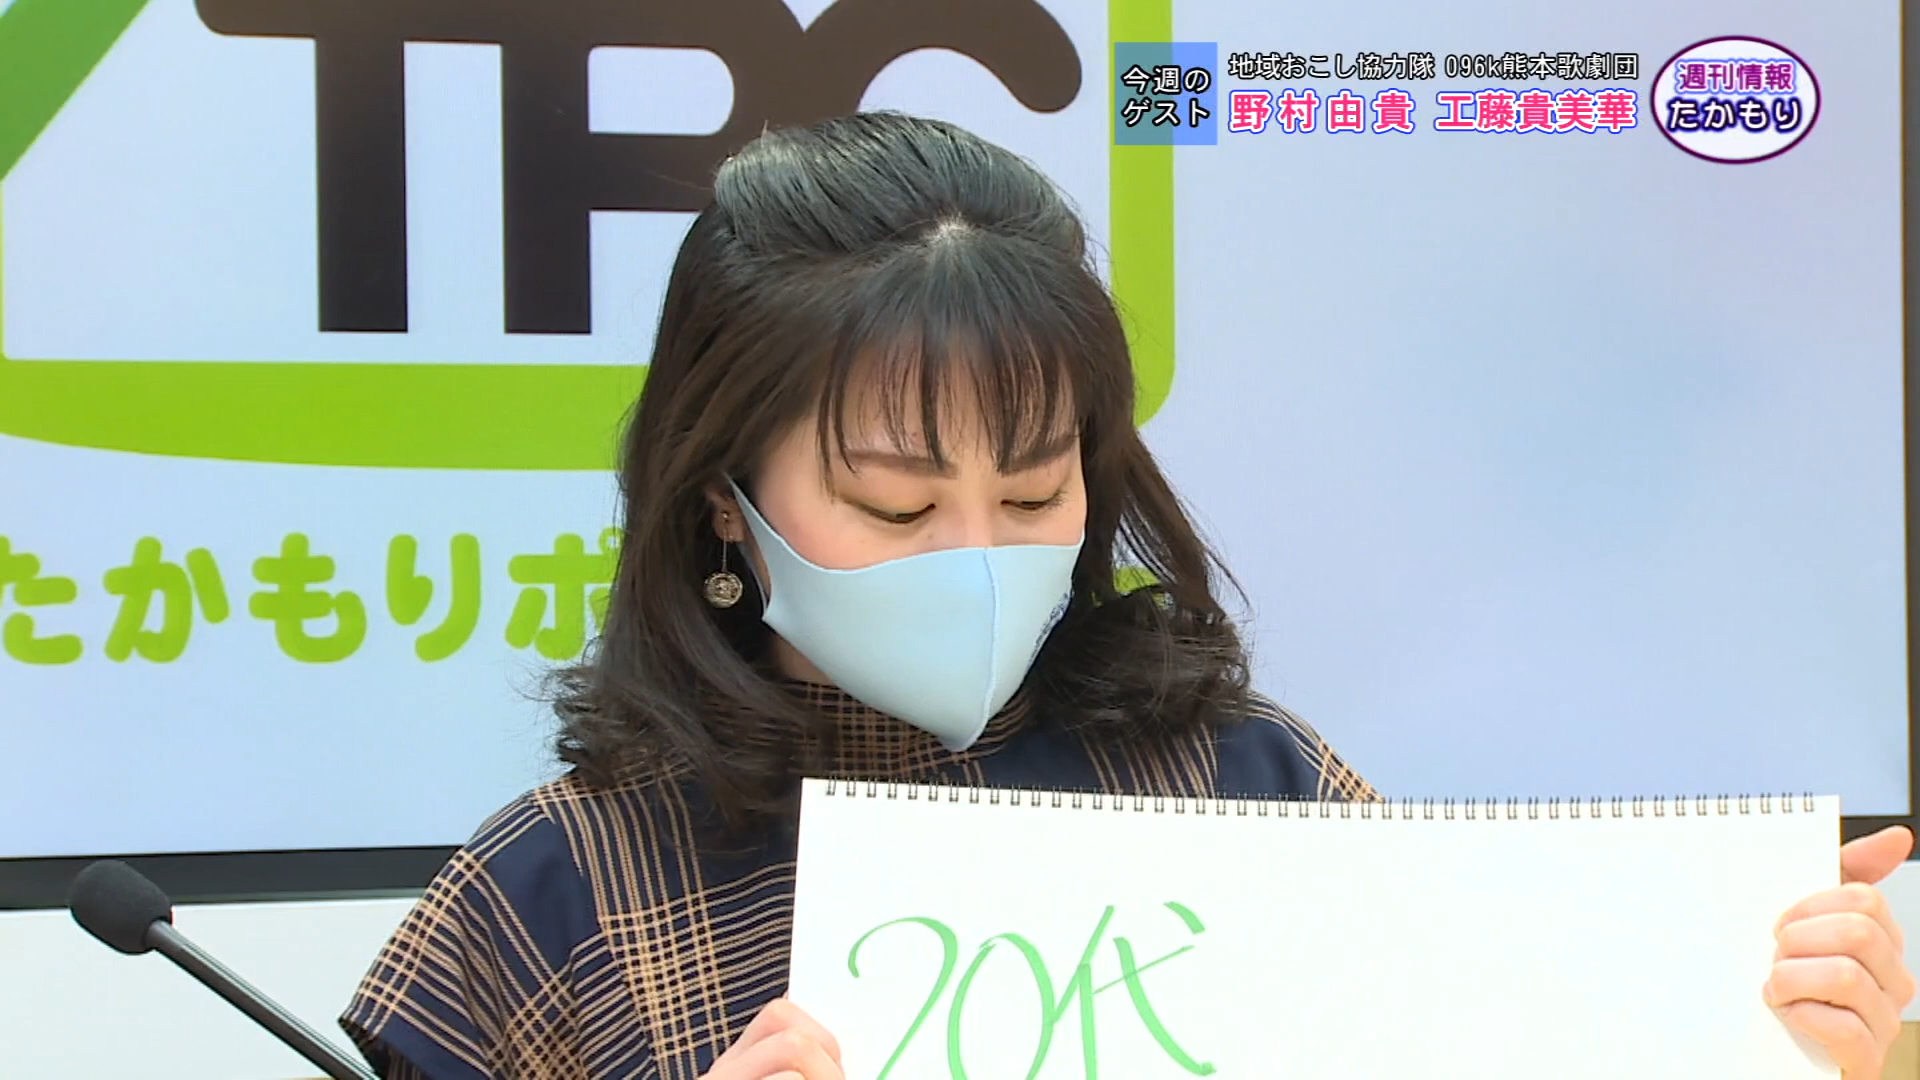 TPC
今週の
ゲスト
地域おこし協力隊 096k熊本歌劇団
野村由貴 工藤貴美華
週刊情報
たかもり
たかもりポ
20代